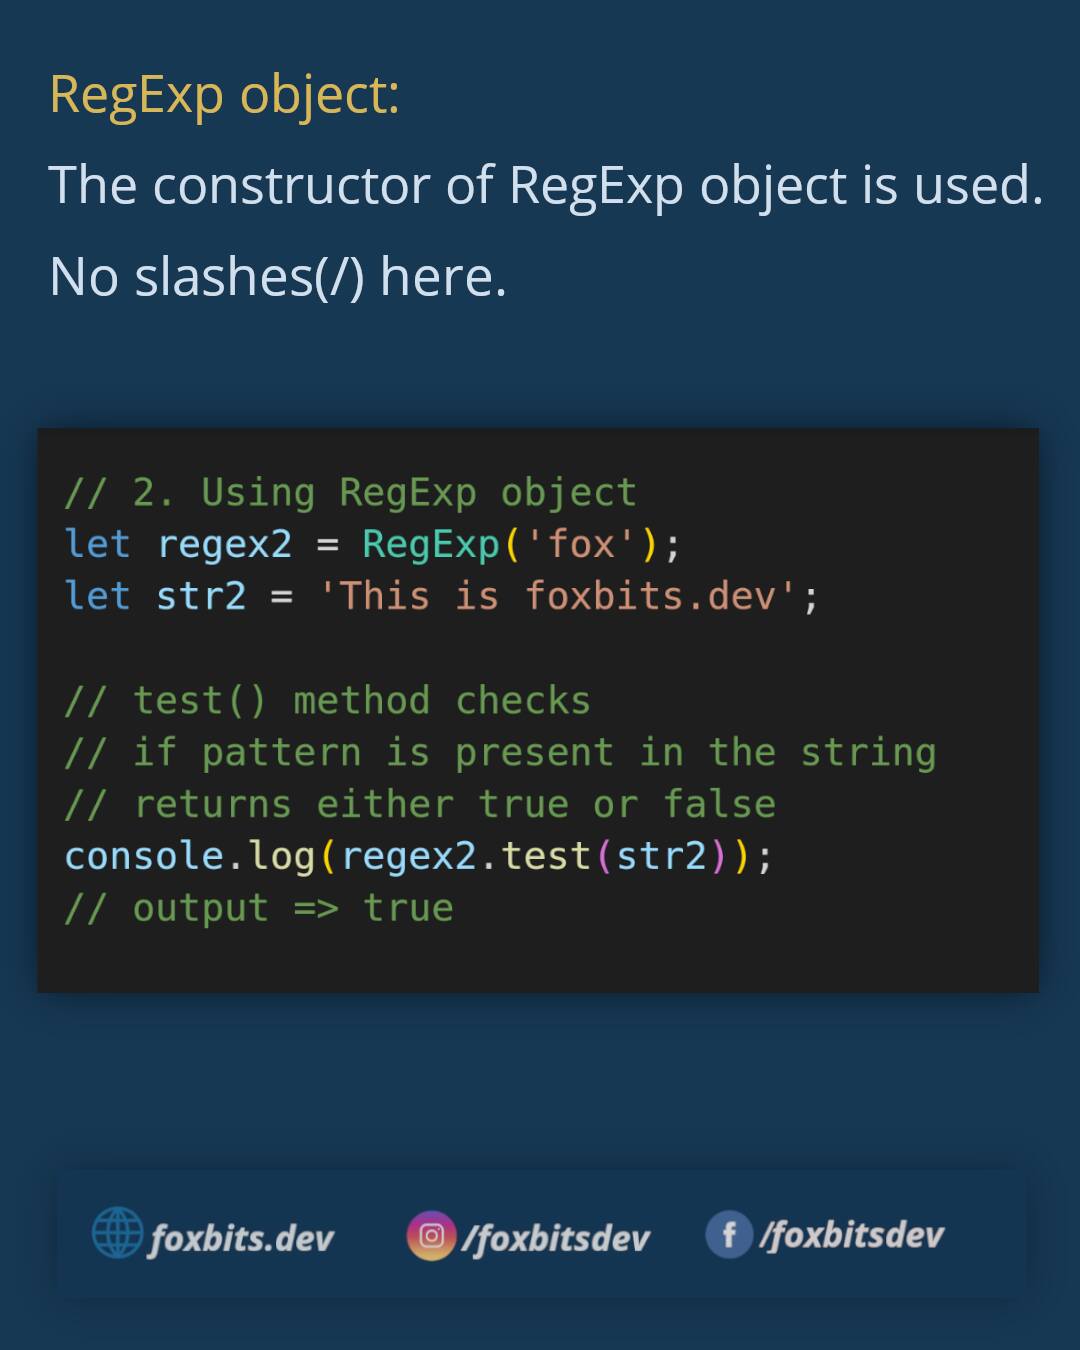 RegExp object:
The constructor of RegExp object is used.
No slashes(/) here.
// 2. Using RegExp object
let regex2 = RegExp('fox');
let str2 = 'This is foxbits.dev';
// test() method checks
// if pattern is present in the string
// returns either true or false
console.log(regex2.test(str2));
// output => true
foxbits.dev /foxbitsdev /foxbitsdev